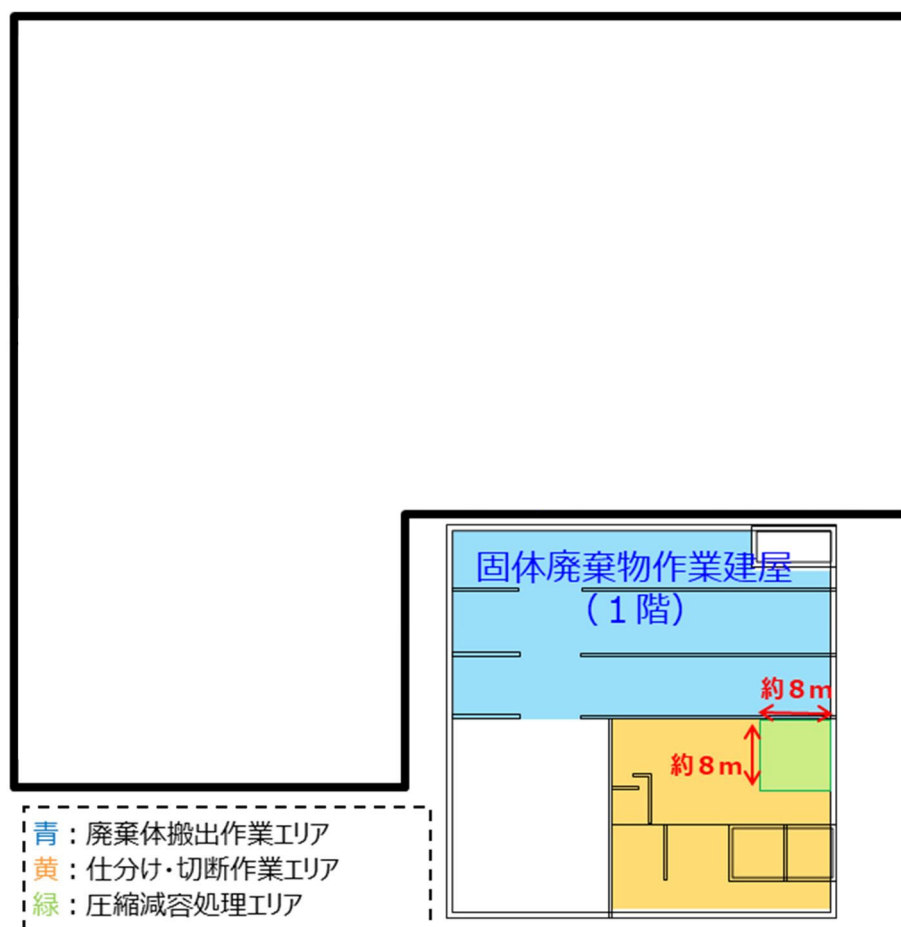 固体廃棄物作業建屋
（１階）
約８ｍ
約８ｍ
青：廃棄体搬出作業エリア
黄：仕分け・切断作業エリア
緑：圧縮減容処理エリア